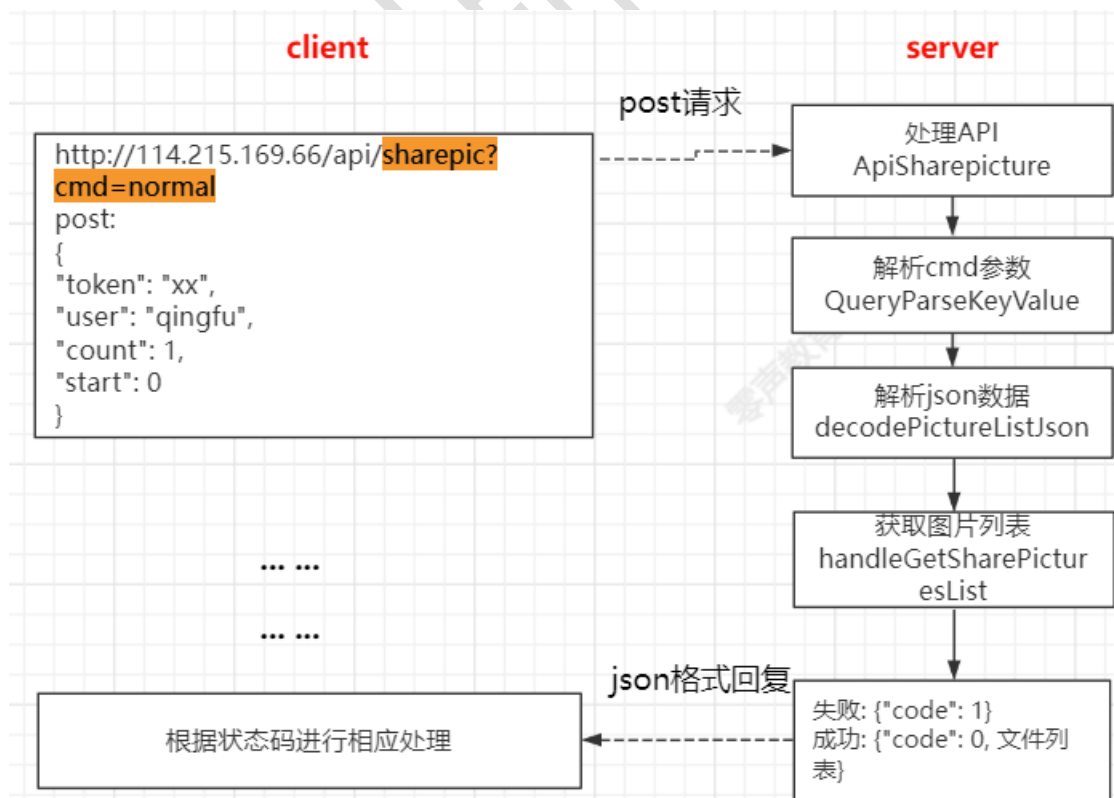 client
server
post请求
http://114.215.169.66/api/sharepic?
cmd=normal
post:
{
"token": "xx",
"user": "qingfu",
"count": 1,
"start": 0
}
处理API
ApiSharepicture
解析cmd参数
QueryParseKeyValue
零声教育
解析json数据
decodePictureListJson
获取图片列表
handleGetSharePictur
esList
... ...
... ...
json格式回复
根据状态码进行相应处理
失败: {"code": 1}
成功: {"code": 0, 文件列
表}